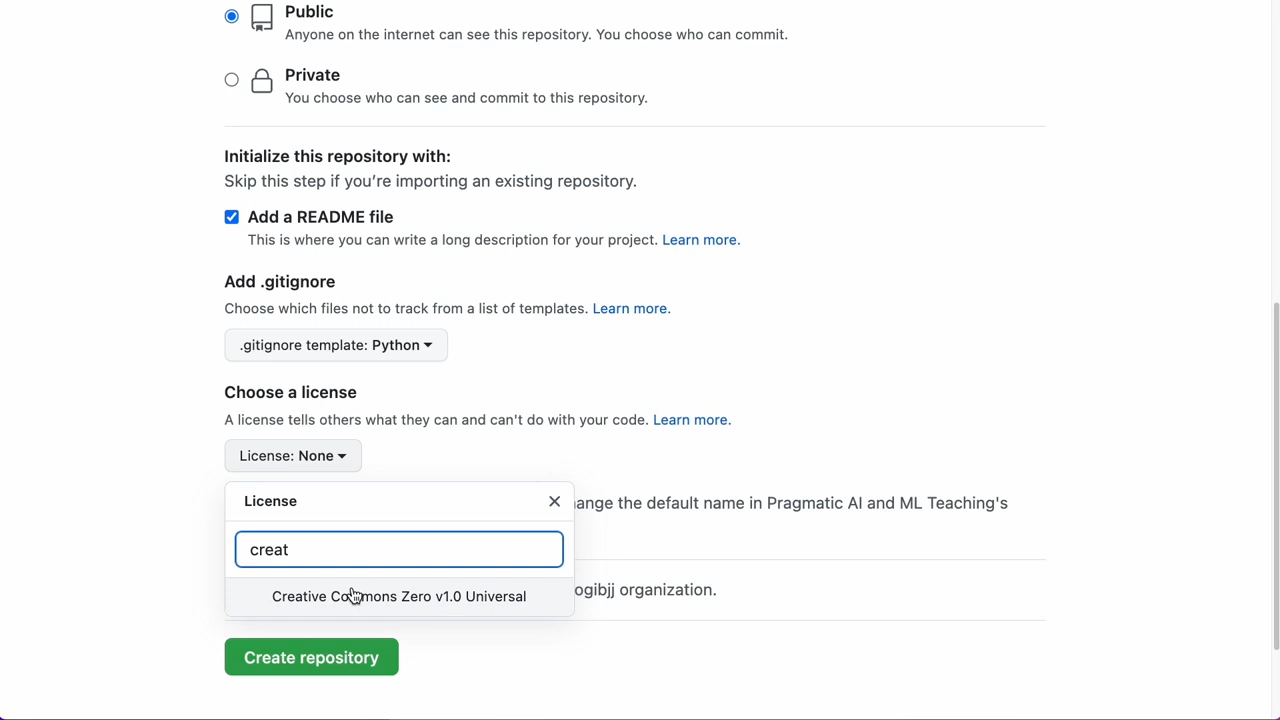 Public
Anyone on the internet can see this repository. You choose who can commit.
Private
You choose who can see and commit to this repository.
Initialize this repository with:
Skip this step if you're importing an existing repository.
Add a README file
This is where you can write a long description for your project. Learn more.
Add .gitignore
Choose which files not to track from a list of templates. Learn more.
.gitignore template: Python
Choose a license
A license tells others what they can and can't do with your code. Learn more.
License: None
License
ange the default name in Pragmatic AI and ML Teaching's
creat
Creative Commons Zero v1.0 Universal
ogibjj organization.
Create repository